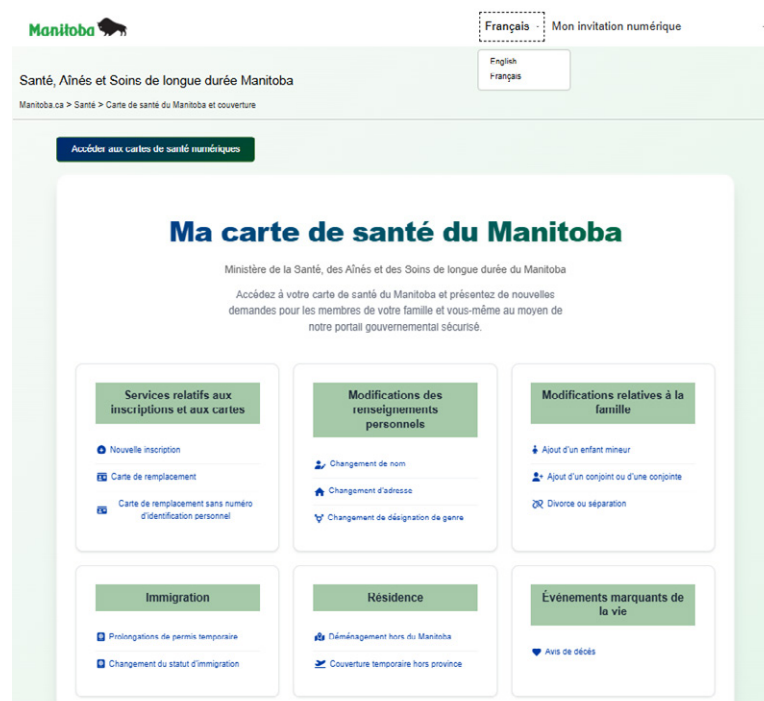 Manitoba
Français
Mon invitation numérique
English
Français
Santé, Aînés et Soins de longue durée Manitoba
Manitoba.ca > Santé > Carte de santé du Manitoba et couverture
Accéder aux cartes de santé numériques
Ma carte de santé du Manitoba
Ministère de la Santé, des Aînés et des Soins de longue durée du Manitoba
Accédez à votre carte de santé du Manitoba et présentez de nouvelles
demandes pour les membres de votre famille et vous-même au moyen de
notre portail gouvernemental sécurisé.
Services relatifs aux
inscriptions et aux cartes
Nouvelle inscription
Carte de remplacement
Carte de remplacement sans numéro
d'identification personnel
Modifications des
renseignements
personnels
Changement de nom
Changement d'adresse
Changement de désignation de genre
Modifications relatives à la
famille
Ajout d'un enfant mineur
Ajout d'un conjoint ou d'une conjointe
Divorce ou séparation
Immigration
Prolongations de permis temporaire
Changement du statut d'immigration
Résidence
Déménagement hors du Manitoba
Couverture temporaire hors province
Événements marquants de
la vie
Avis de décès